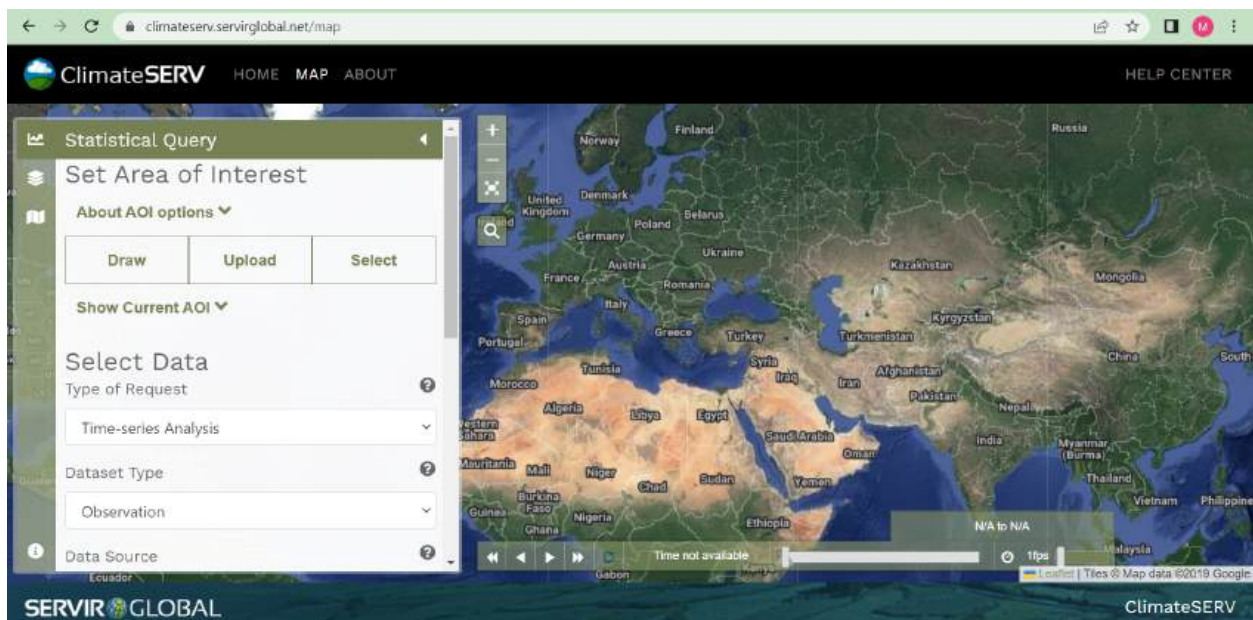 climateserv.servirglobal.net/map
M
ClimateSERV HOME MAP ABOUT HELP CENTER
Statistical Query
Set Area of Interest
About AOI options
Draw Upload Select
Show Current AOI
Select Data
Type of Request
Time-series Analysis
Dataset Type
Observation
Data Source
Norway Finland Russia
United Kingdom Denmark
Germany Poland Belarus
Ukraine
Austria
France Romania Kazakhstan Mongolia
Italy
Spain Kyrgyzstan
Portugal Greece Turkey Turkmenistan
Tunisia Syria China South
Morocco Iraq Iran Afghanistan
Pakistan
Algeria Libya Egypt Nepal
Western Sahara
Saudi Arabia India Myanmar (Burma)
Oman
Mauritania Mali Niger Thailand
Chad Sudan Yemen
Burkina Faso Vietnam Philippine
Guinea Nigeria Ethiopia
Ghana
N/A to N/A
Time not available 1fps
Malaysia
Ecuador Gabon Kenya
Leaflet | Tiles © Map data ©2019 Google
SERVIR GLOBAL ClimateSERV